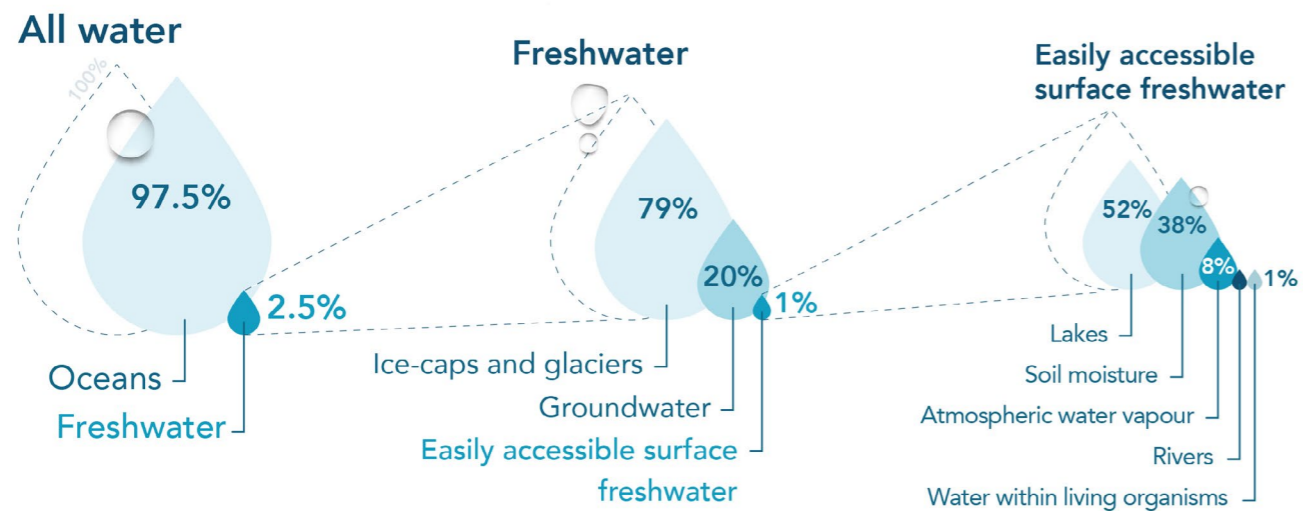 All water
100%
97.5%
2.5%
Oceans
Freshwater
Freshwater
79%
20%
1%
Ice-caps and glaciers
Groundwater
Easily accessible surface
freshwater
Easily accessible
surface freshwater
52%
38%
8%
1%
Lakes
Soil moisture
Atmospheric water vapour
Rivers
Water within living organisms